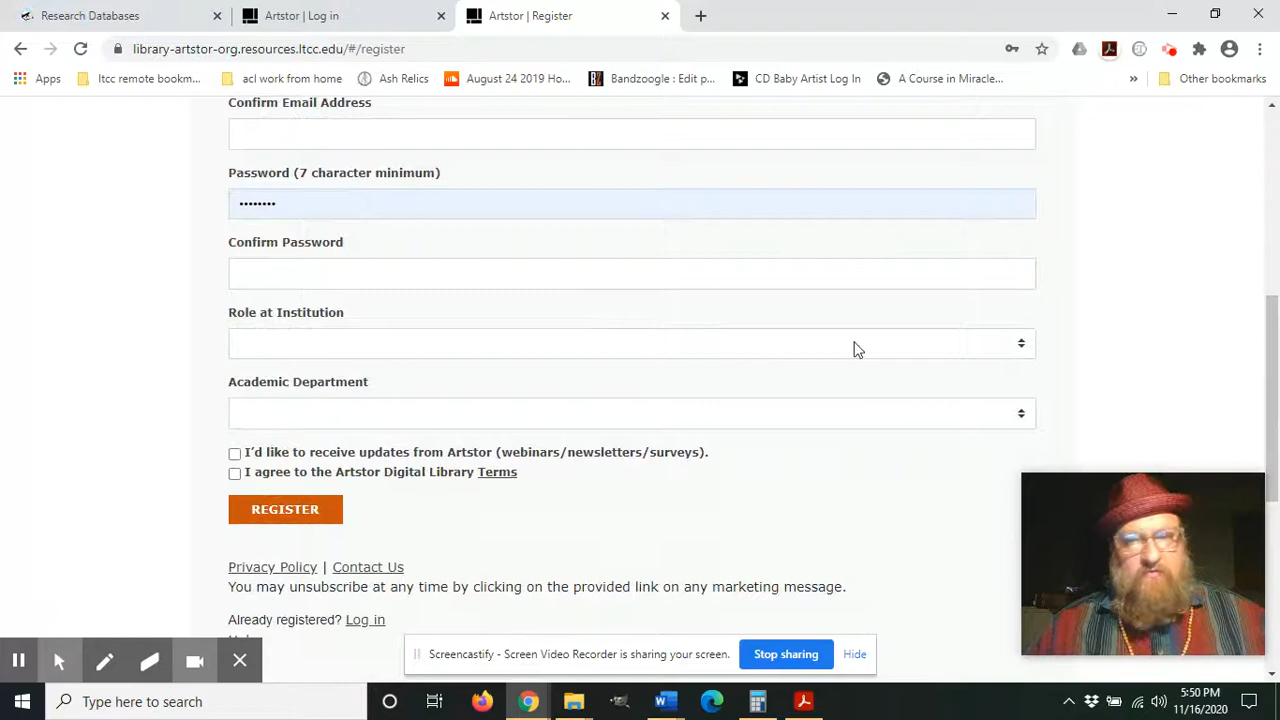 Research Databases
Artstor | Log in
Artstor | Register
library-artstor-org.resources.ltcc.edu/#/register
Apps
ltcc remote bookm...
acl work from home
Ash Relics
August 24 2019 Ho...
Bandzoogle : Edit p...
CD Baby Artist Log In
A Course in Miracle...
»
Other bookmarks
Confirm Email Address
Password (7 character minimum)
••••••••
Confirm Password
Role at Institution
Academic Department
I'd like to receive updates from Artstor (webinars/newsletters/surveys).
I agree to the Artstor Digital Library Terms
REGISTER
Privacy Policy | Contact Us
You may unsubscribe at any time by clicking on the provided link on any marketing message.
Already registered? Log in
Screencastify - Screen Video Recorder is sharing your screen.
Stop sharing
Hide
Type here to search
5:50 PM
11/16/2020